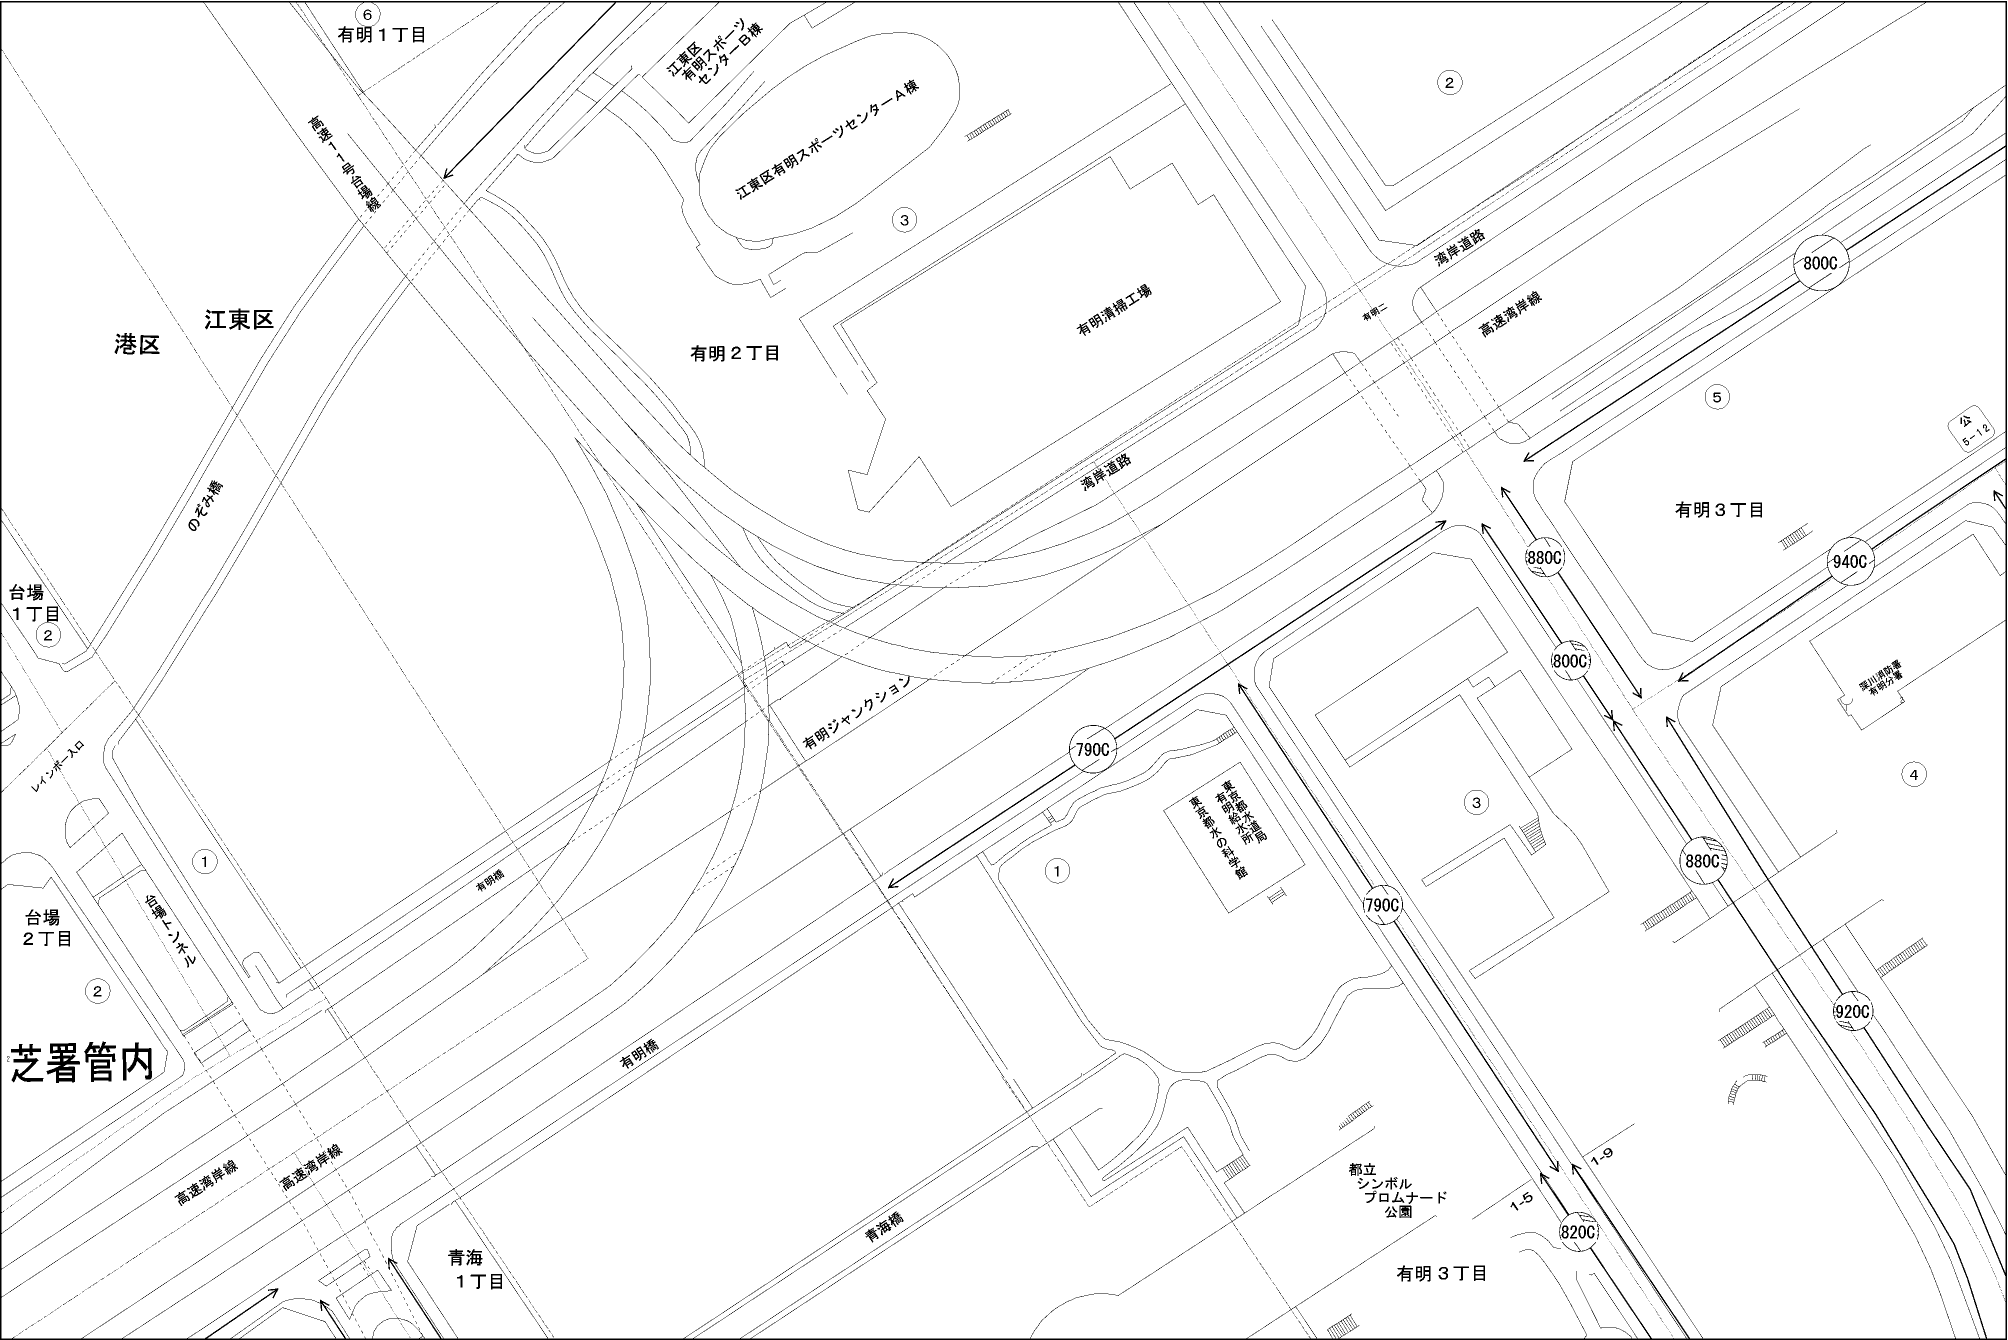 6
有明1丁目
江東区
有明スポーツ
センターB棟
江東区有明スポーツセンターA棟
2
高速11号台場線
3
湾岸道路
800C
有明清掃工場
有明二
高速湾岸線
港区
江東区
有明2丁目
5
公
5-12
湾岸道路
のぞみ橋
有明3丁目
880C
940C
台場
1丁目
2
800C
深川消防署
有明分署
有明ジャンクション
790C
レインボー入口
東京都水道局
有明給水所
東京都水の科学館
3
4
1
有明橋
1
880C
台場トンネル
790C
台場
2丁目
2
920C
芝署管内
有明橋
高速湾岸線
高速湾岸線
1-9
都立
シンボル
プロムナード
公園
1-5
青海橋
820C
青海
1丁目
有明3丁目